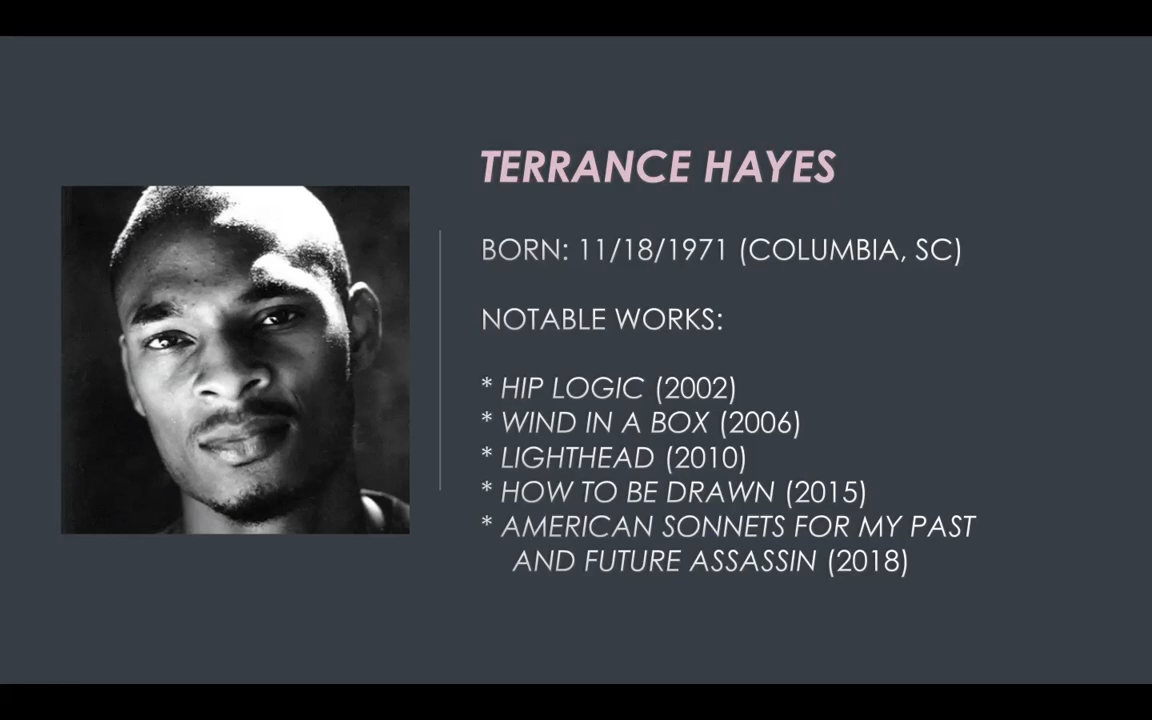 TERRANCE HAYES
BORN: 11/18/1971 (COLUMBIA, SC)
NOTABLE WORKS:
* HIP LOGIC (2002)
* WIND IN A BOX (2006)
* LIGHTHEAD (2010)
* HOW TO BE DRAWN (2015)
* AMERICAN SONNETS FOR MY PAST
AND FUTURE ASSASSIN (2018)